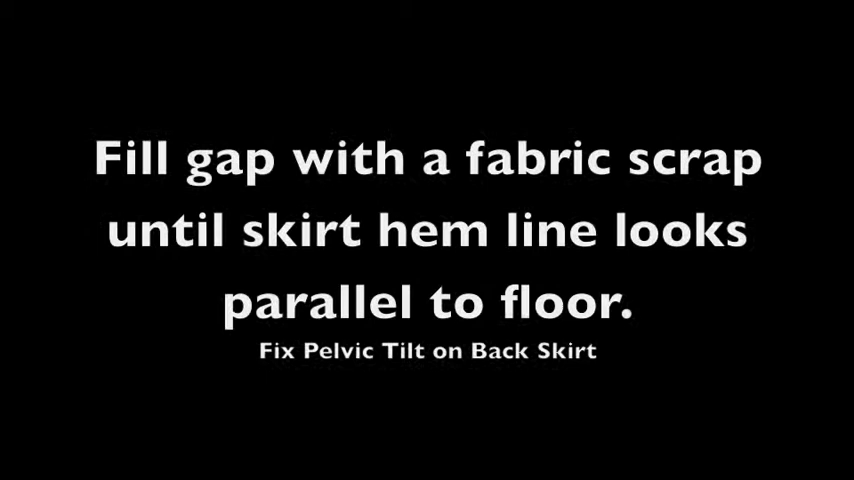 Fill gap with a fabric scrap
until skirt hem line looks
parallel to floor.
Fix Pelvic Tilt on Back Skirt